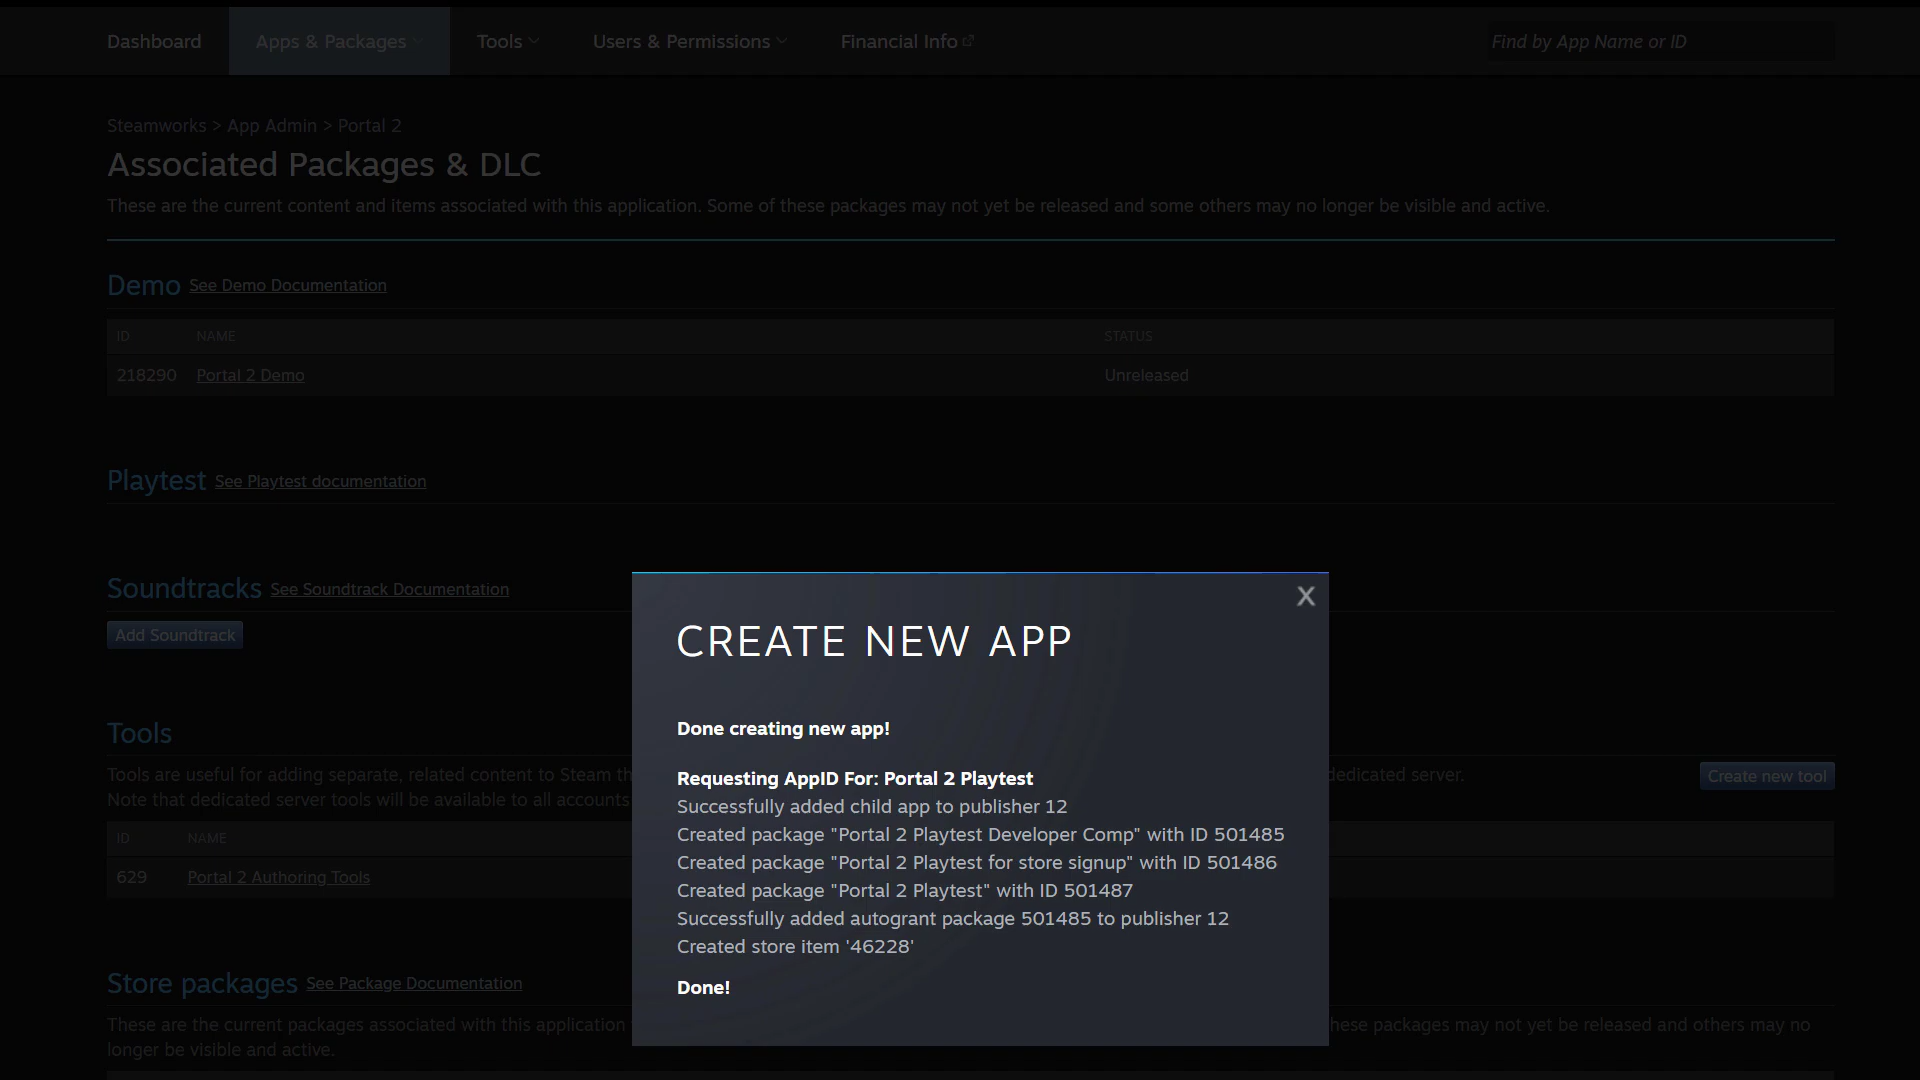 Dashboard
Apps & Packages
Tools
Users & Permissions
Financial Info
Find by App Name or ID
Steamworks > App Admin > Portal 2
Associated Packages & DLC
These are the current content and items associated with this application. Some of these packages may not yet be released and some others may no longer be visible and active.
Demo See Demo Documentation
ID NAME STATUS
218290 Portal 2 Demo Unreleased
Playtest See Playtest documentation
Soundtracks See Soundtrack Documentation
Add Soundtrack
Tools
Tools are useful for adding separate, related content to Steam th
dedicated server.
Create new tool
Note that dedicated server tools will be available to all accounts
ID NAME
629 Portal 2 Authoring Tools
Store packages See Package Documentation
These are the current packages associated with this application
hese packages may not yet be released and others may no
longer be visible and active.
X
CREATE NEW APP
Done creating new app!
Requesting AppID For: Portal 2 Playtest
Successfully added child app to publisher 12
Created package "Portal 2 Playtest Developer Comp" with ID 501485
Created package "Portal 2 Playtest for store signup" with ID 501486
Created package "Portal 2 Playtest" with ID 501487
Successfully added autogrant package 501485 to publisher 12
Created store item '46228'
Done!